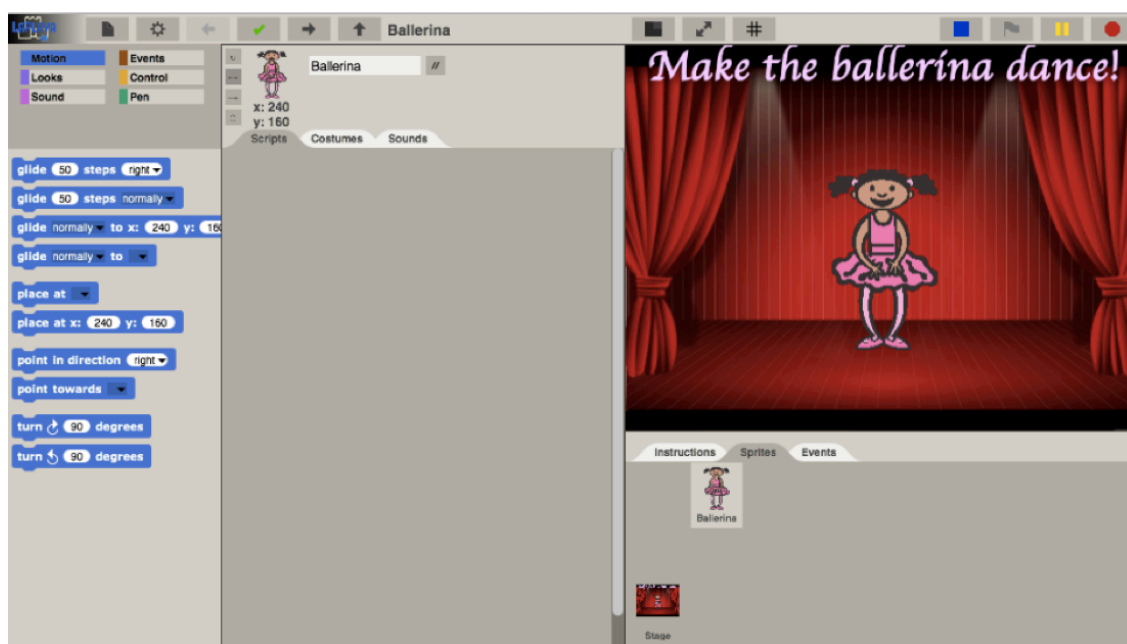 Ballerina
Make the ballerina dance!
Motion
Events
Looks
Control
Sound
Pen
Ballerina
x: 240
y: 160
Scripts Costumes Sounds
glide 50 steps right
glide 50 steps normally
glide normally to x: 240 y: 160
glide normally to
place at
place at x: 240 y: 160
point in direction right
point towards
turn 90 degrees
turn 90 degrees
Instructions Sprites Events
Ballerina
Stage